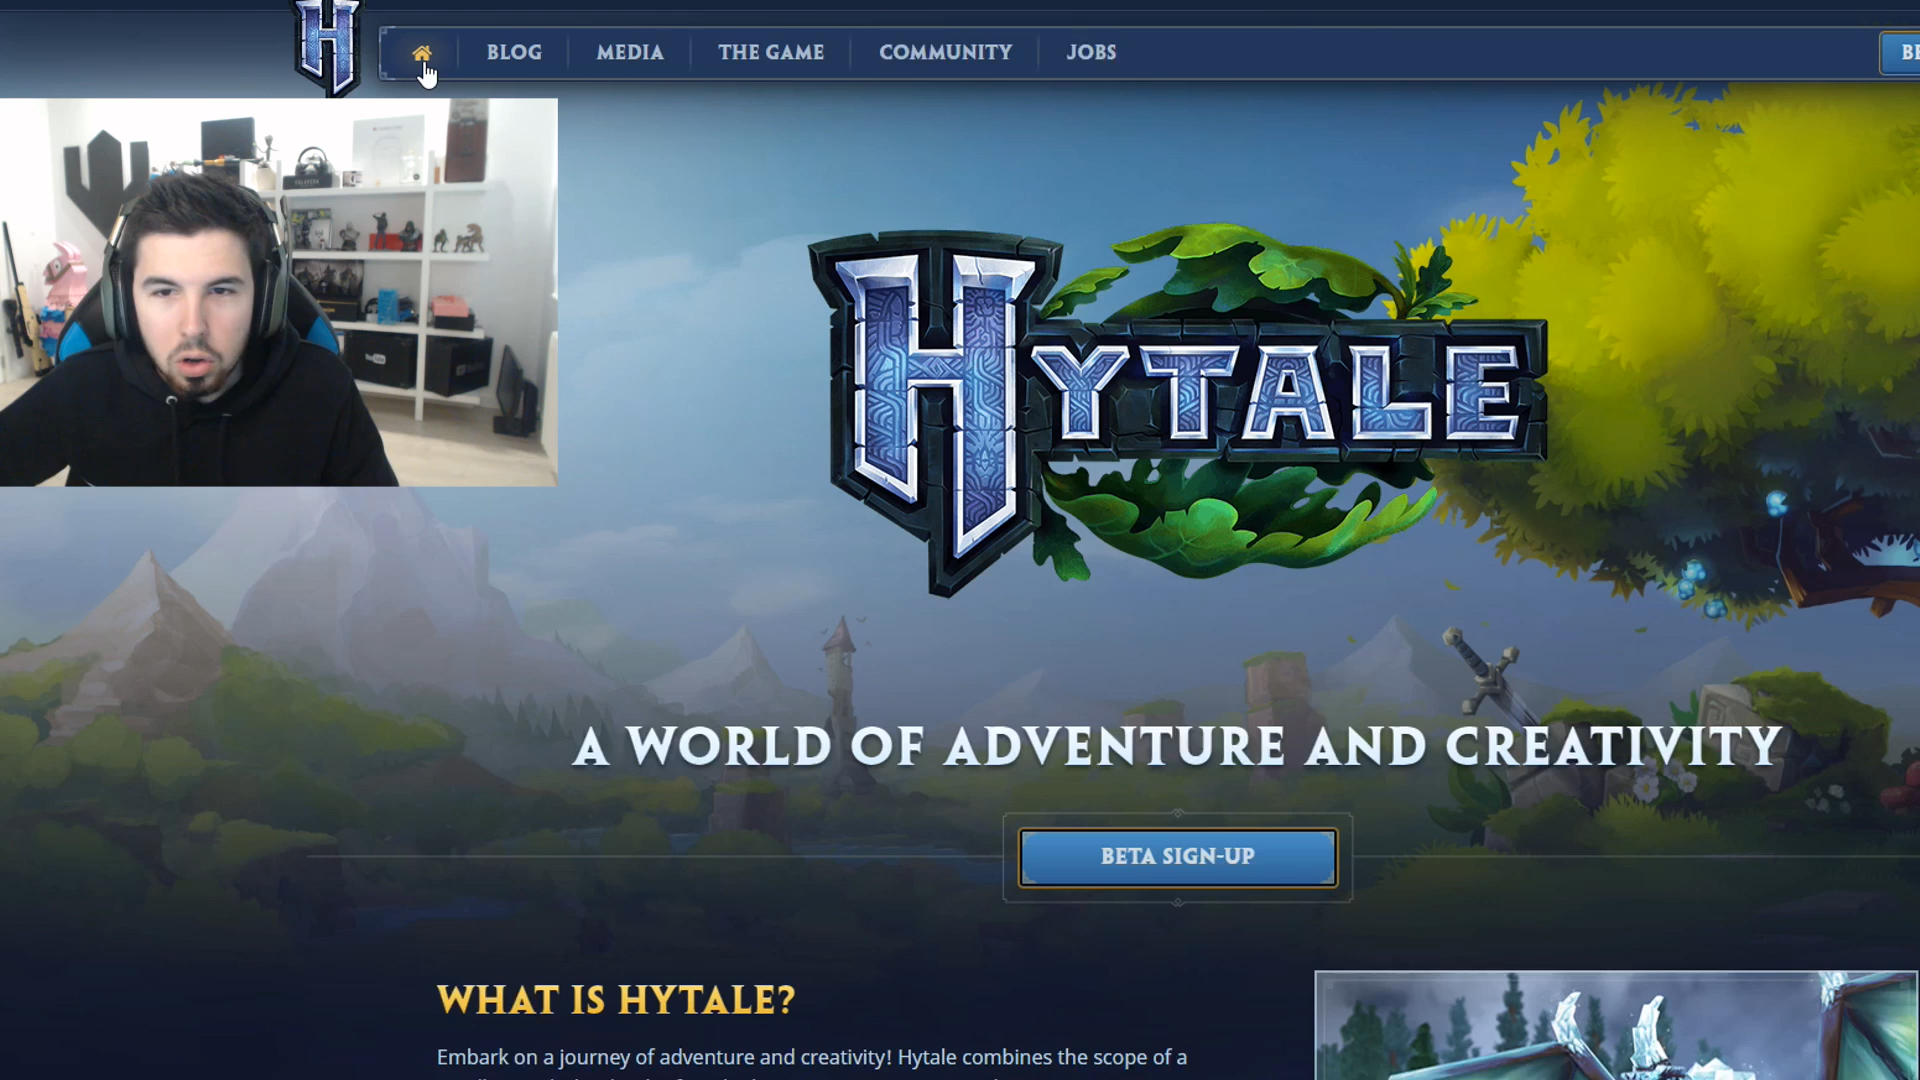 H
BLOG MEDIA THE GAME COMMUNITY JOBS
HYTALE
A WORLD OF ADVENTURE AND CREATIVITY
BETA SIGN-UP
WHAT IS HYTALE?
Embark on a journey of adventure and creativity! Hytale combines the scope of a